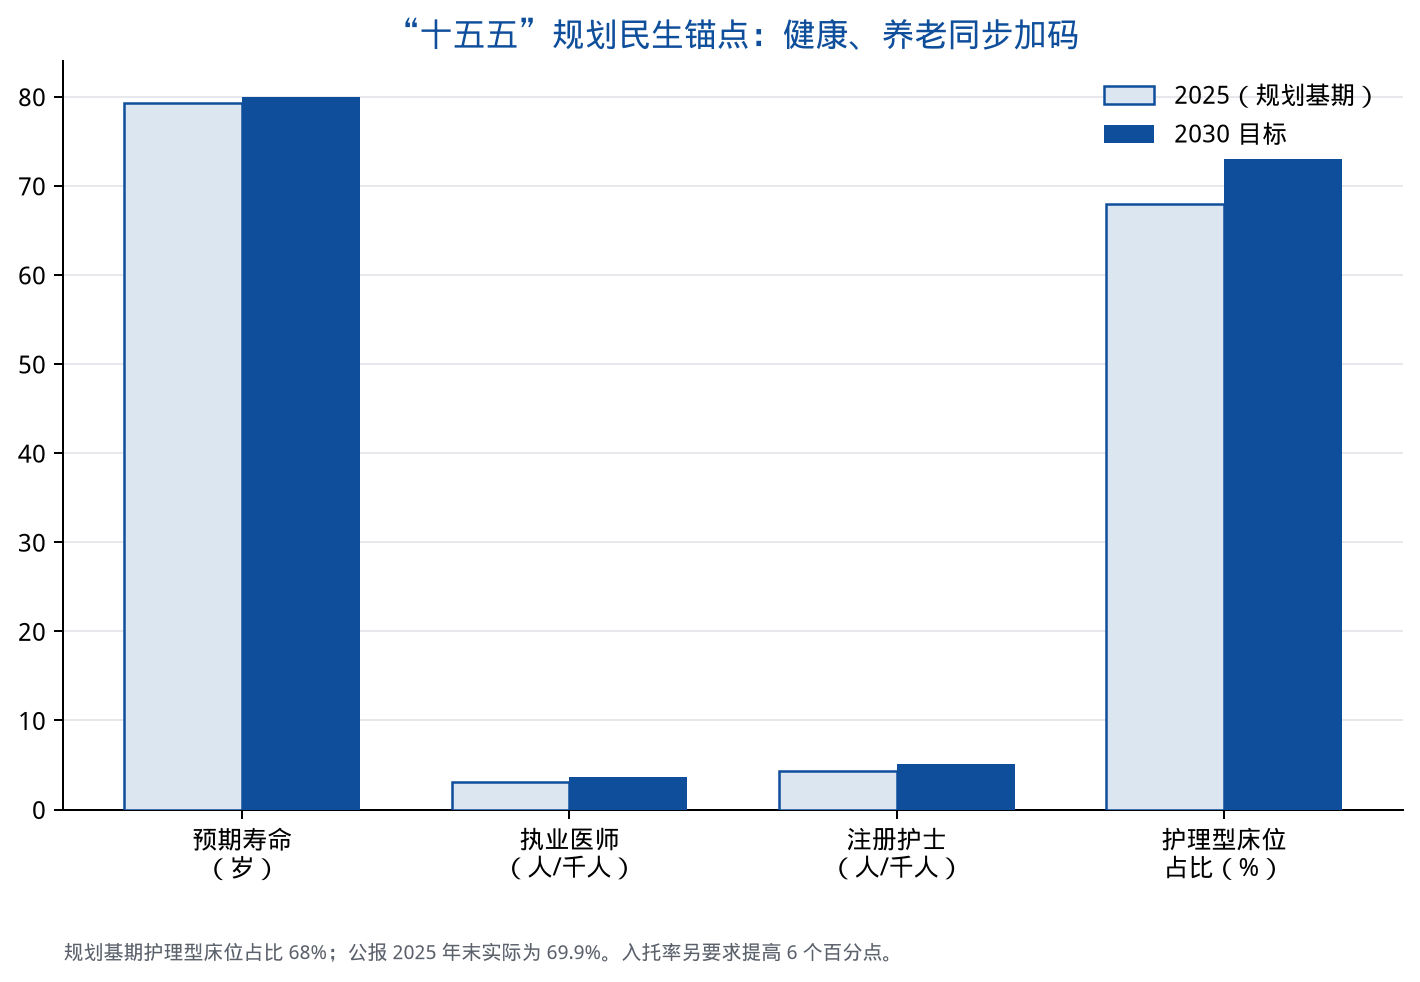 “十五五”规划民生锚点：健康、养老同步加码
2025（规划基期）
2030 目标
80
70
60
50
40
30
20
10
0
预期寿命
（岁）
执业医师
（人/千人）
注册护士
（人/千人）
护理型床位
占比（%）
规划基期护理型床位占比 68%；公报 2025 年末实际为 69.9%。入托率另要求提高 6 个百分点。